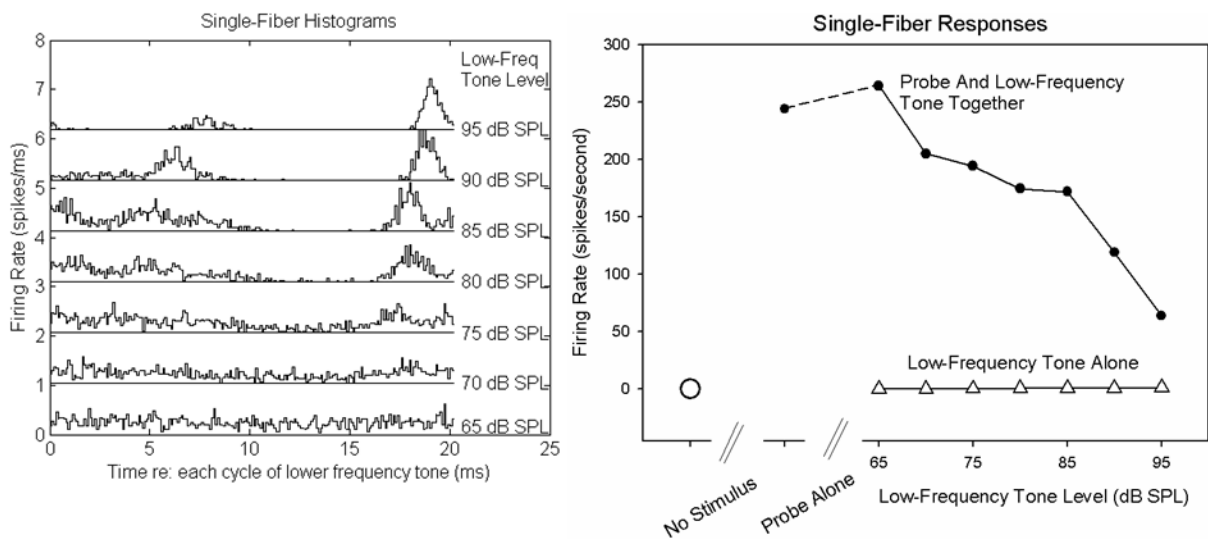 Single-Fiber Histograms
Firing Rate (spikes/ms)
8
7
6
5
4
3
2
1
0
Low-Freq
Tone Level
95 dB SPL
90 dB SPL
85 dB SPL
80 dB SPL
75 dB SPL
70 dB SPL
65 dB SPL
0 5 10 15 20 25
Time re: each cycle of lower frequency tone (ms)
Single-Fiber Responses
Firing Rate (spikes/second)
300
250
200
150
100
50
0
Probe And Low-Frequency
Tone Together
Low-Frequency Tone Alone
No Stimulus
Probe Alone
65 75 85 95
Low-Frequency Tone Level (dB SPL)